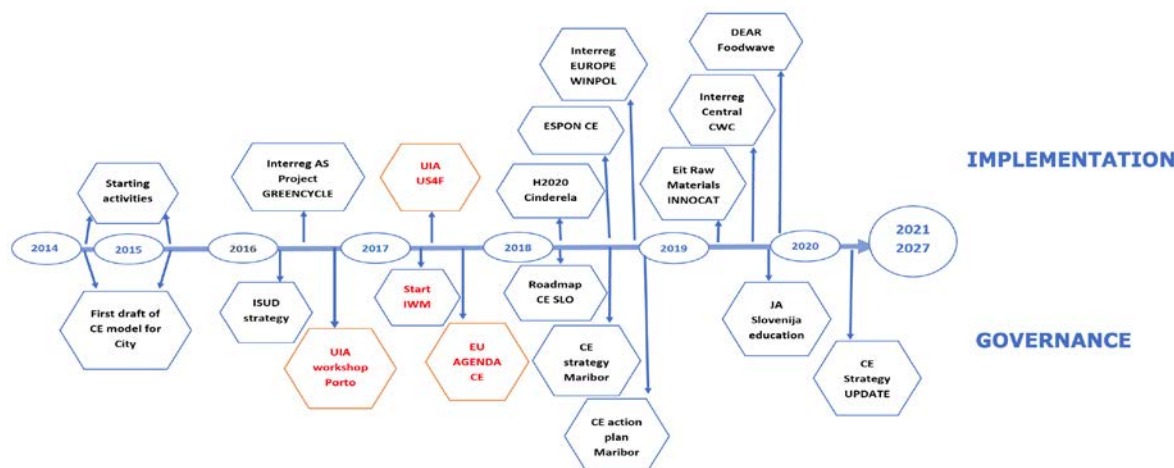 DEAR
Foodwave
Interreg
EUROPE
WINPOL
Interreg
Central
CWC
ESPON CE
IMPLEMENTATION
Interreg AS
Project
GREENCYCLE
UIA
US4F
H2020
Cinderela
Eit Raw
Materials
INNOCAT
Starting
activities
2014
2015
2016
2017
2018
2019
2020
2021
2027
First draft of
CE model for
City
ISUD
strategy
Start
IWM
Roadmap
CE SLO
JA
Slovenija
education
GOVERNANCE
UIA
workshop
Porto
EU
AGENDA
CE
CE
strategy
Maribor
CE
Strategy
UPDATE
CE action
plan
Maribor